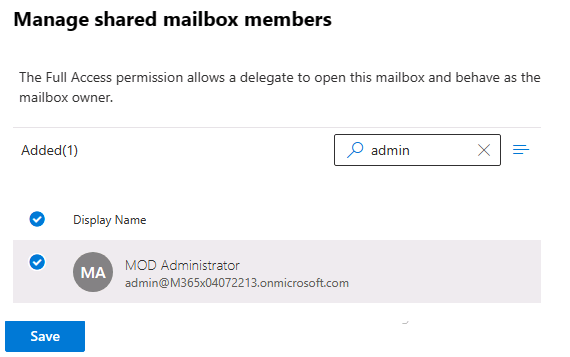 Manage shared mailbox members
The Full Access permission allows a delegate to open this mailbox and behave as the
mailbox owner.
Added(1)
admin
Display Name
MA
MOD Administrator
admin@M365x04072213.onmicrosoft.com
Save